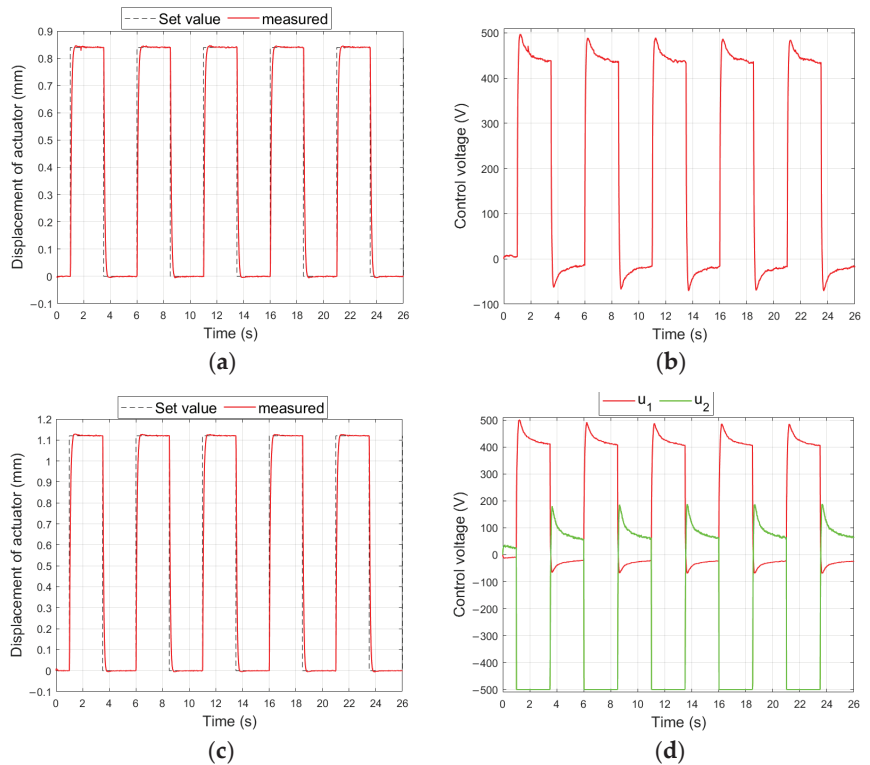 Set value measured
Displacement of actuator (mm)
0.9
0.8
0.7
0.6
0.5
0.4
0.3
0.2
0.1
0
−0.1
0 2 4 6 8 10 12 14 16 18 20 22 24 26
Time (s)
(a)
Control voltage (V)
500
400
300
200
100
0
−100
0 2 4 6 8 10 12 14 16 18 20 22 24 26
Time (s)
(b)
Set value measured
Displacement of actuator (mm)
1.2
1.1
1
0.9
0.8
0.7
0.6
0.5
0.4
0.3
0.2
0.1
0
−0.1
0 2 4 6 8 10 12 14 16 18 20 22 24 26
Time (s)
(c)
u1 u2
Control voltage (V)
500
400
300
200
100
0
−100
−200
−300
−400
−500
0 2 4 6 8 10 12 14 16 18 20 22 24 26
Time (s)
(d)